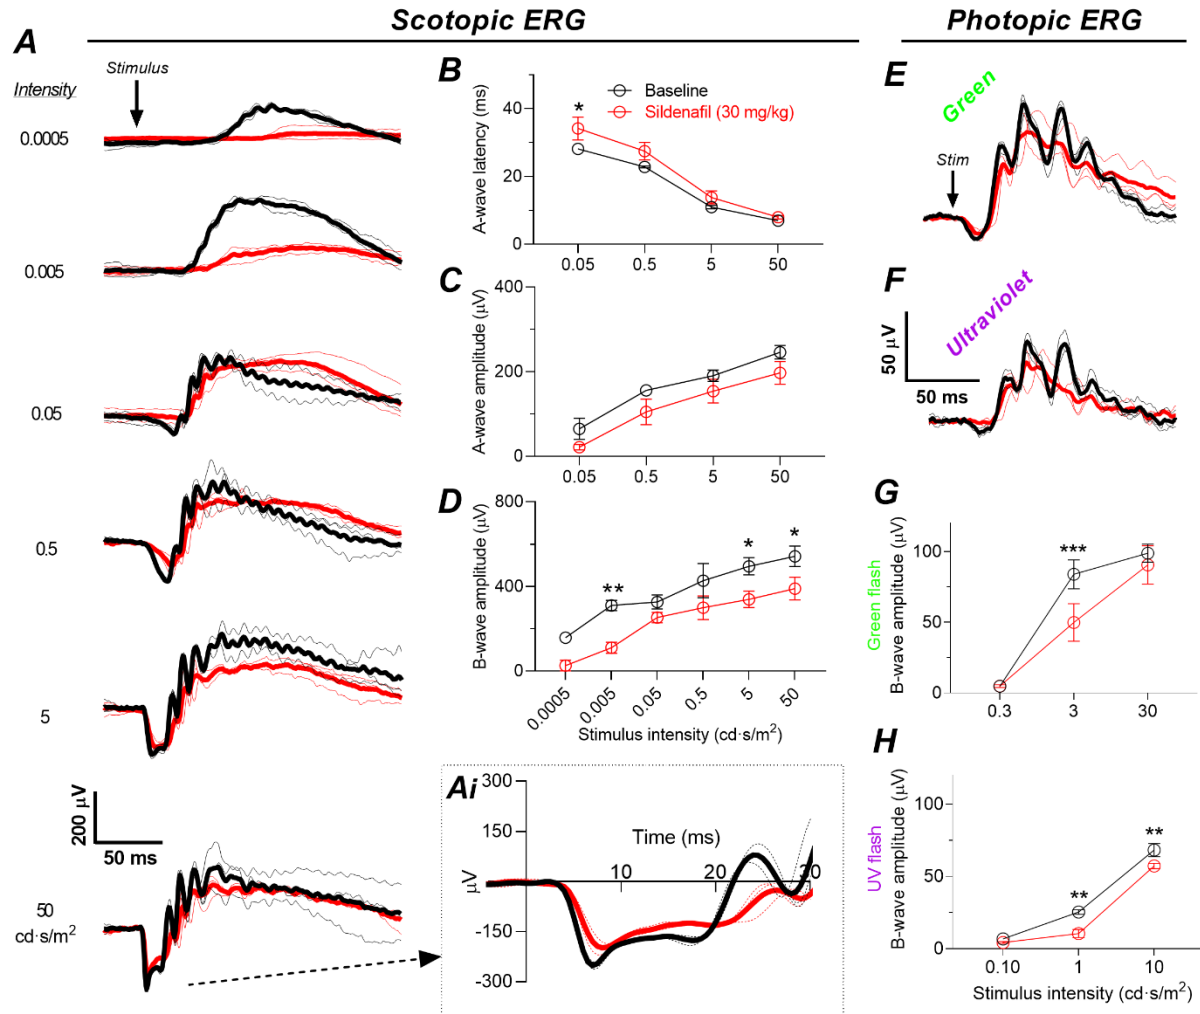 Scotopic ERG
Photopic ERG
A
Intensity
Stimulus
0.0005
0.005
0.05
0.5
5
50
cd·s/m²
200 μV
50 ms
B
A-wave latency (ms)
40
20
0
*
Baseline
Sildenafil (30 mg/kg)
0.05
0.5
5
50
C
A-wave amplitude (μV)
400
200
0
0.05
0.5
5
50
D
B-wave amplitude (μV)
800
400
0
**
*
*
0.0005
0.005
0.05
0.5
5
50
Stimulus intensity (cd·s/m²)
Ai
μV
300
150
-150
-300
Time (ms)
10
20
30
E
Green
Stim
F
Ultraviolet
50 μV
50 ms
G
Green flash
B-wave amplitude (μV)
100
50
0
***
0.3
3
30
H
UV flash
B-wave amplitude (μV)
100
50
0
**
**
0.10
1
10
Stimulus intensity (cd·s/m²)